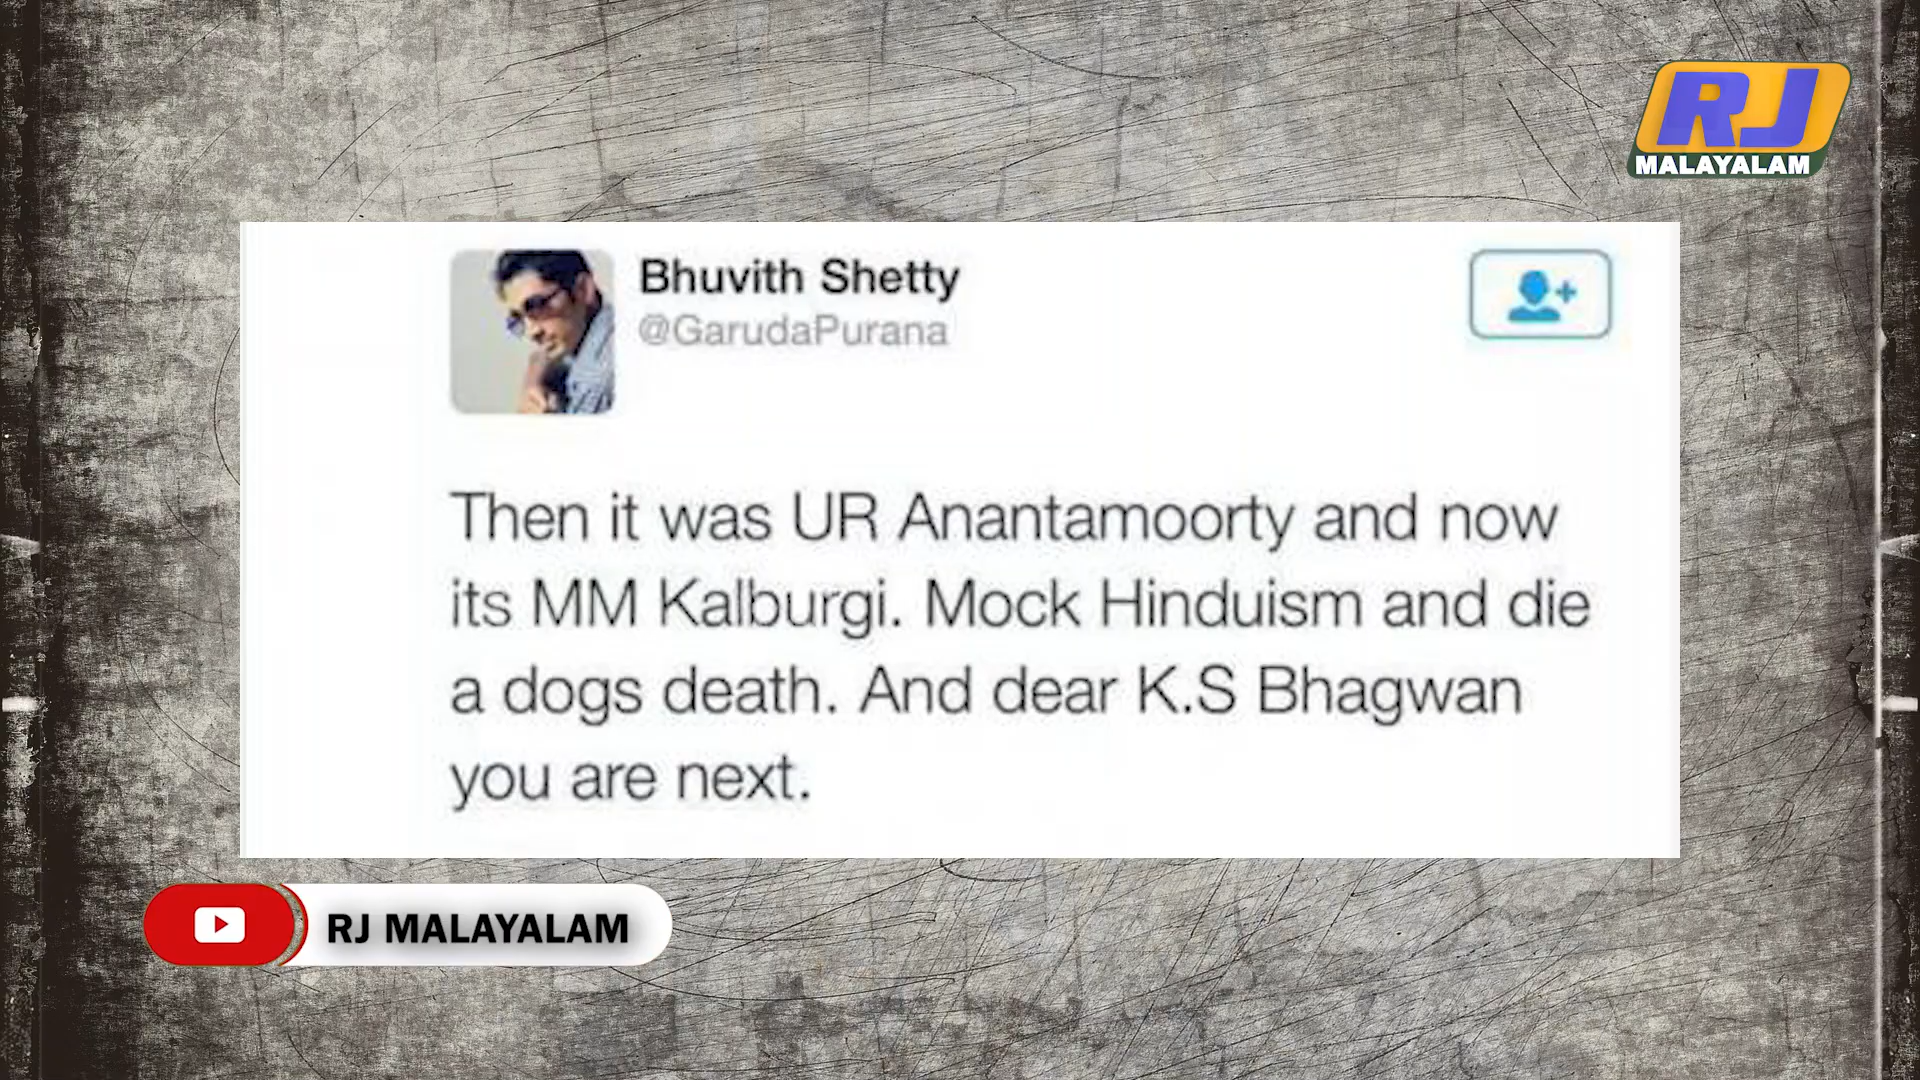 RJ
MALAYALAM
Bhuvith Shetty
@GarudaPurana
Then it was UR Anantamoorty and now
its MM Kalburgi. Mock Hinduism and die
a dogs death. And dear K.S Bhagwan
you are next.
RJ MALAYALAM